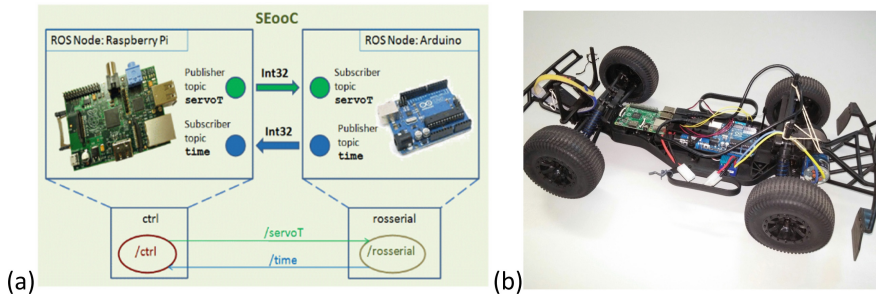 SEooC
ROS Node: Raspberry Pi
ROS Node: Arduino
Publisher
topic
servoT
Int32
Subscriber
topic
servoT
Subscriber
topic
time
Int32
Publisher
topic
time
ctrl
rosserial
/servoT
/ctrl
/rosserial
/time
(a)
(b)